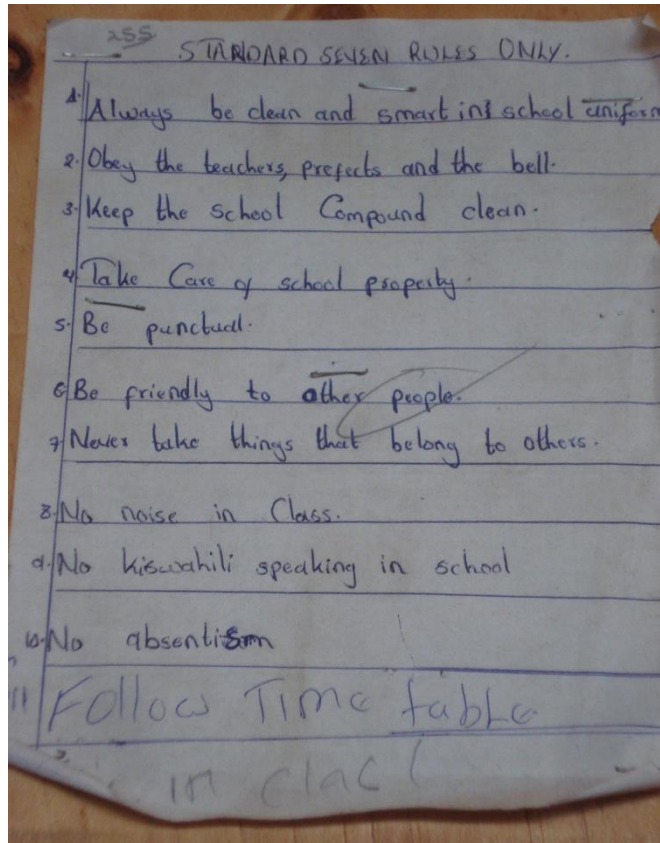 255
STANDARD SEVEN RULES ONLY.
1. Always be clean and smart in school uniform
2. Obey the teachers, prefects and the bell.
3. Keep the school Compound clean.
4. Take Care of school property.
5. Be punctual.
6. Be friendly to other people.
7. Never take things that belong to others.
8. No noise in Class.
9. No kiswahili speaking in school
10. No absentism
11 Follow Time table
in clac